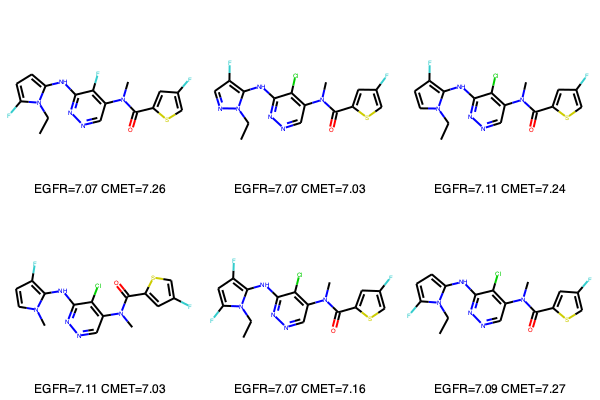 EGFR=7.07 CMET=7.26
EGFR=7.07 CMET=7.03
EGFR=7.11 CMET=7.24
EGFR=7.11 CMET=7.03
EGFR=7.07 CMET=7.16
EGFR=7.09 CMET=7.27